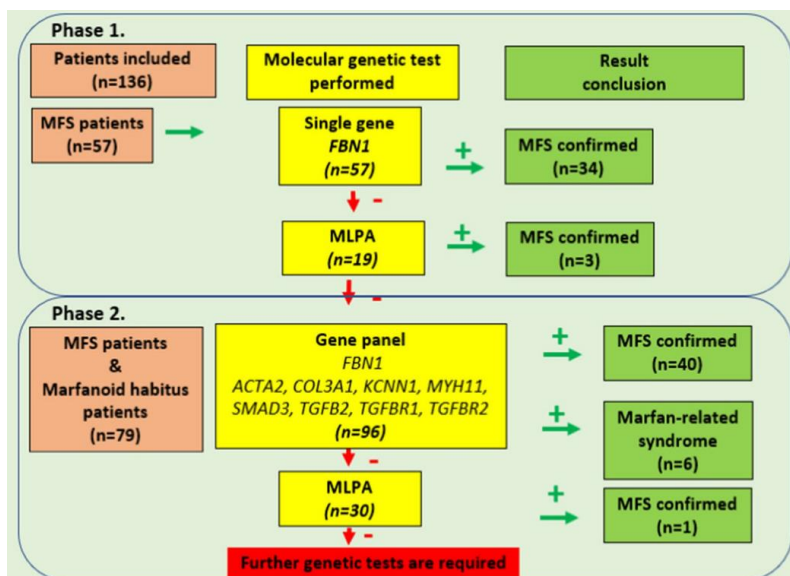 Phase 1.
Patients included
(n=136)
Molecular genetic test
performed
Result
conclusion
MFS patients
(n=57)
Single gene
FBN1
(n=57)
+
MFS confirmed
(n=34)
-
MLPA
(n=19)
+
MFS confirmed
(n=3)
-
Phase 2.
MFS patients
&
Marfanoid habitus
patients
(n=79)
Gene panel
FBN1
ACTA2, COL3A1, KCNN1, MYH11,
SMAD3, TGFB2, TGFBR1, TGFBR2
(n=96)
+
MFS confirmed
(n=40)
+
Marfan-related
syndrome
(n=6)
-
MLPA
(n=30)
+
MFS confirmed
(n=1)
-
Further genetic tests are required